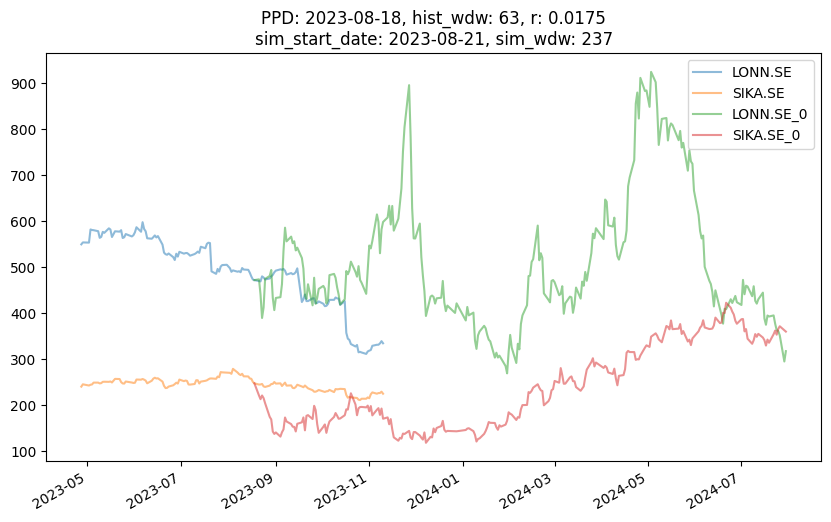 PPD: 2023-08-18, hist_wdw: 63, r: 0.0175
sim_start_date: 2023-08-21, sim_wdw: 237
LONN.SE
SIKA.SE
LONN.SE_0
SIKA.SE_0
900
800
700
600
500
400
300
200
100
2023-05
2023-07
2023-09
2023-11
2024-01
2024-03
2024-05
2024-07